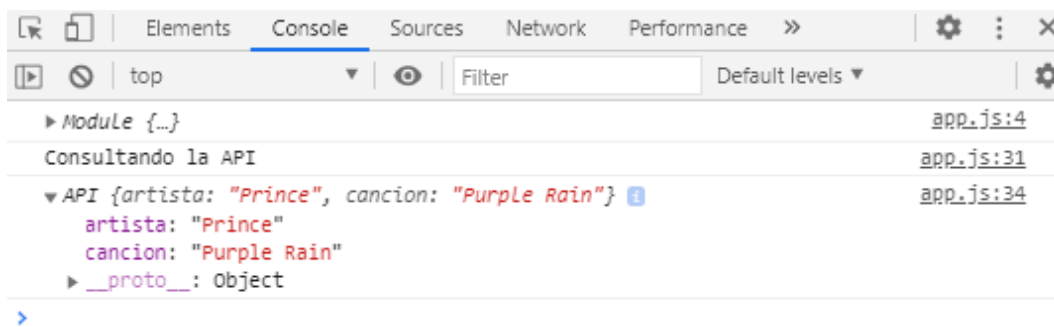 Elements Console Sources Network Performance »
top ▼ Filter Default levels ▼
▶ Module {…} app.js:4
Consultando la API app.js:31
▼ API {artista: "Prince", cancion: "Purple Rain"} i app.js:34
artista: "Prince"
cancion: "Purple Rain"
▶ __proto__: Object
>